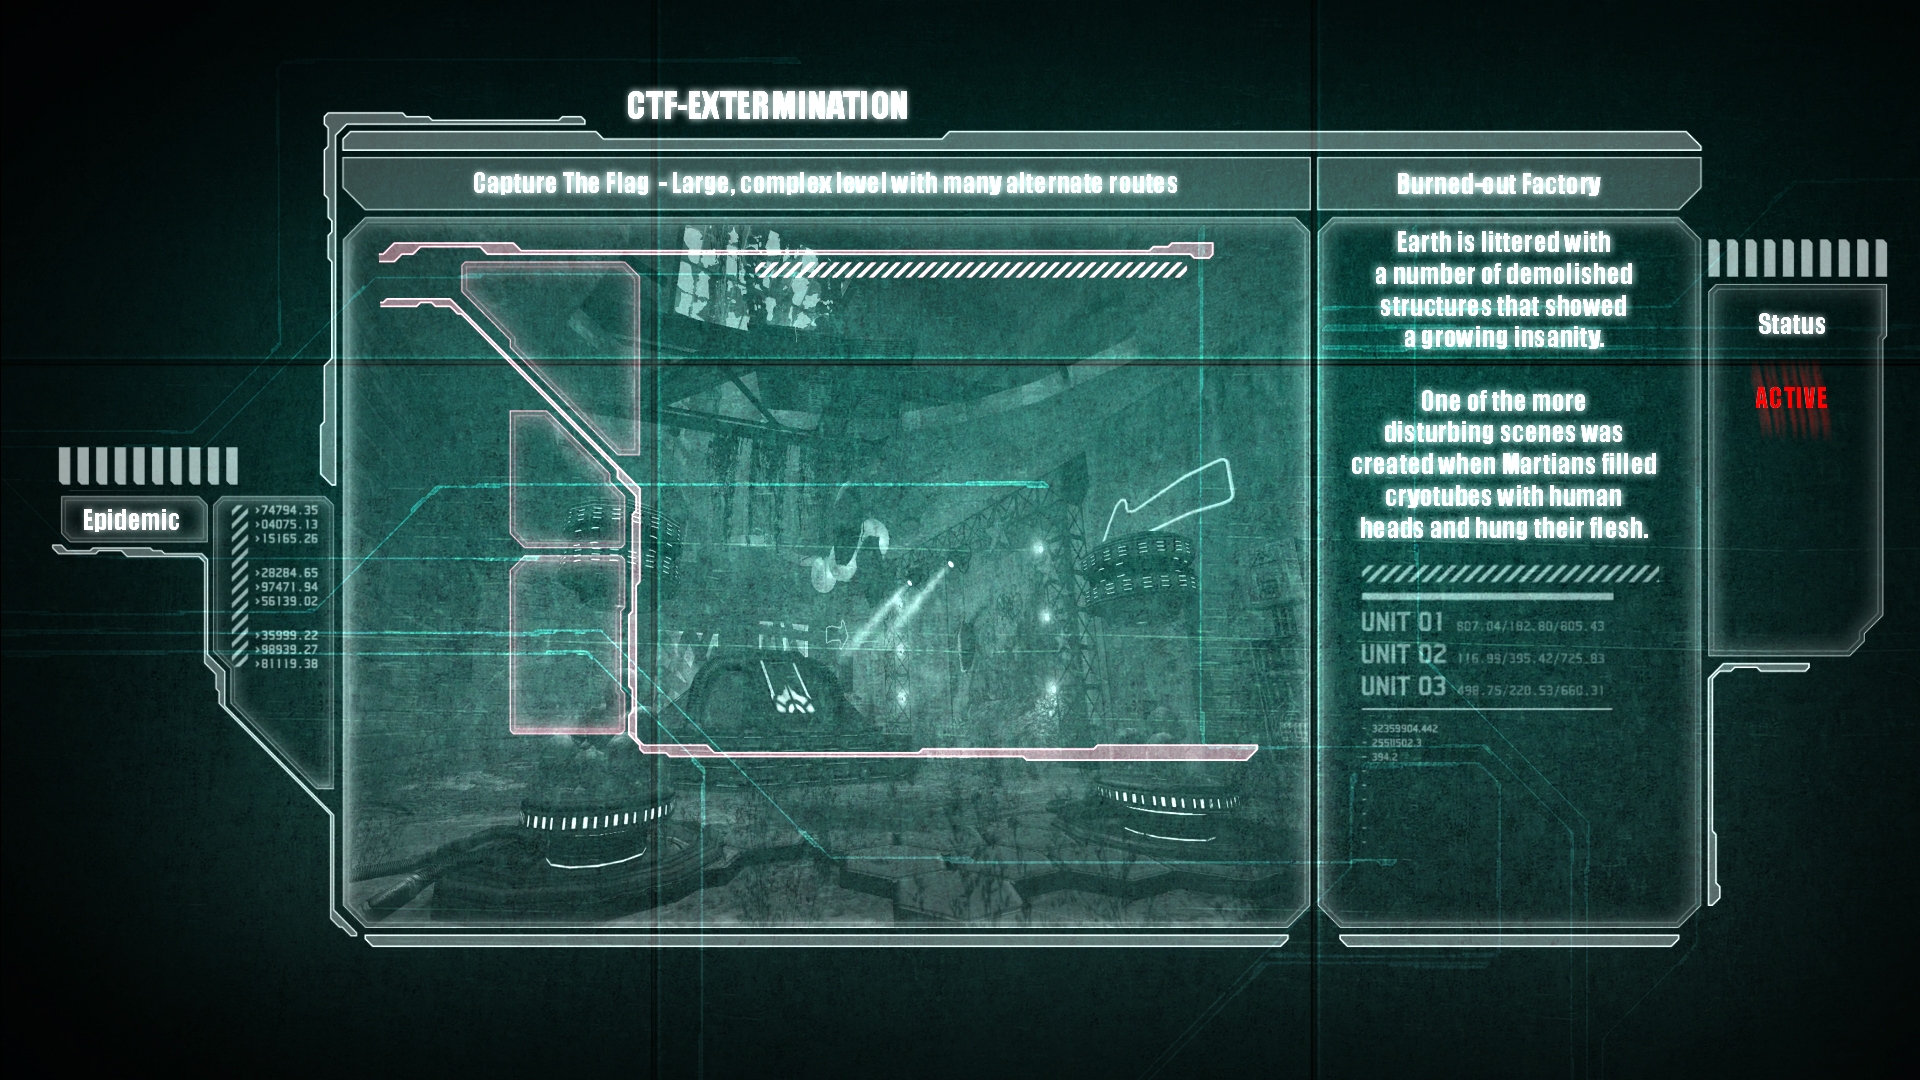 CTF-EXTERMINATION
Capture The Flag - Large, complex level with many alternate routes
Burned-out Factory
Earth is littered with
a number of demolished
structures that showed
a growing insanity.
One of the more
disturbing scenes was
created when Martians filled
cryotubes with human
heads and hung their flesh.
Status
ACTIVE
Epidemic
>74794.35
>04075.13
>15165.26
>28284.65
>97471.94
>56139.02
>35999.22
>98939.27
>81119.38
UNIT 01 807.04/182.80/605.43
UNIT 02 116.99/395.42/725.83
UNIT 03 498.75/220.53/660.31
- 32359904.442
- 25511502.3
- 394.2